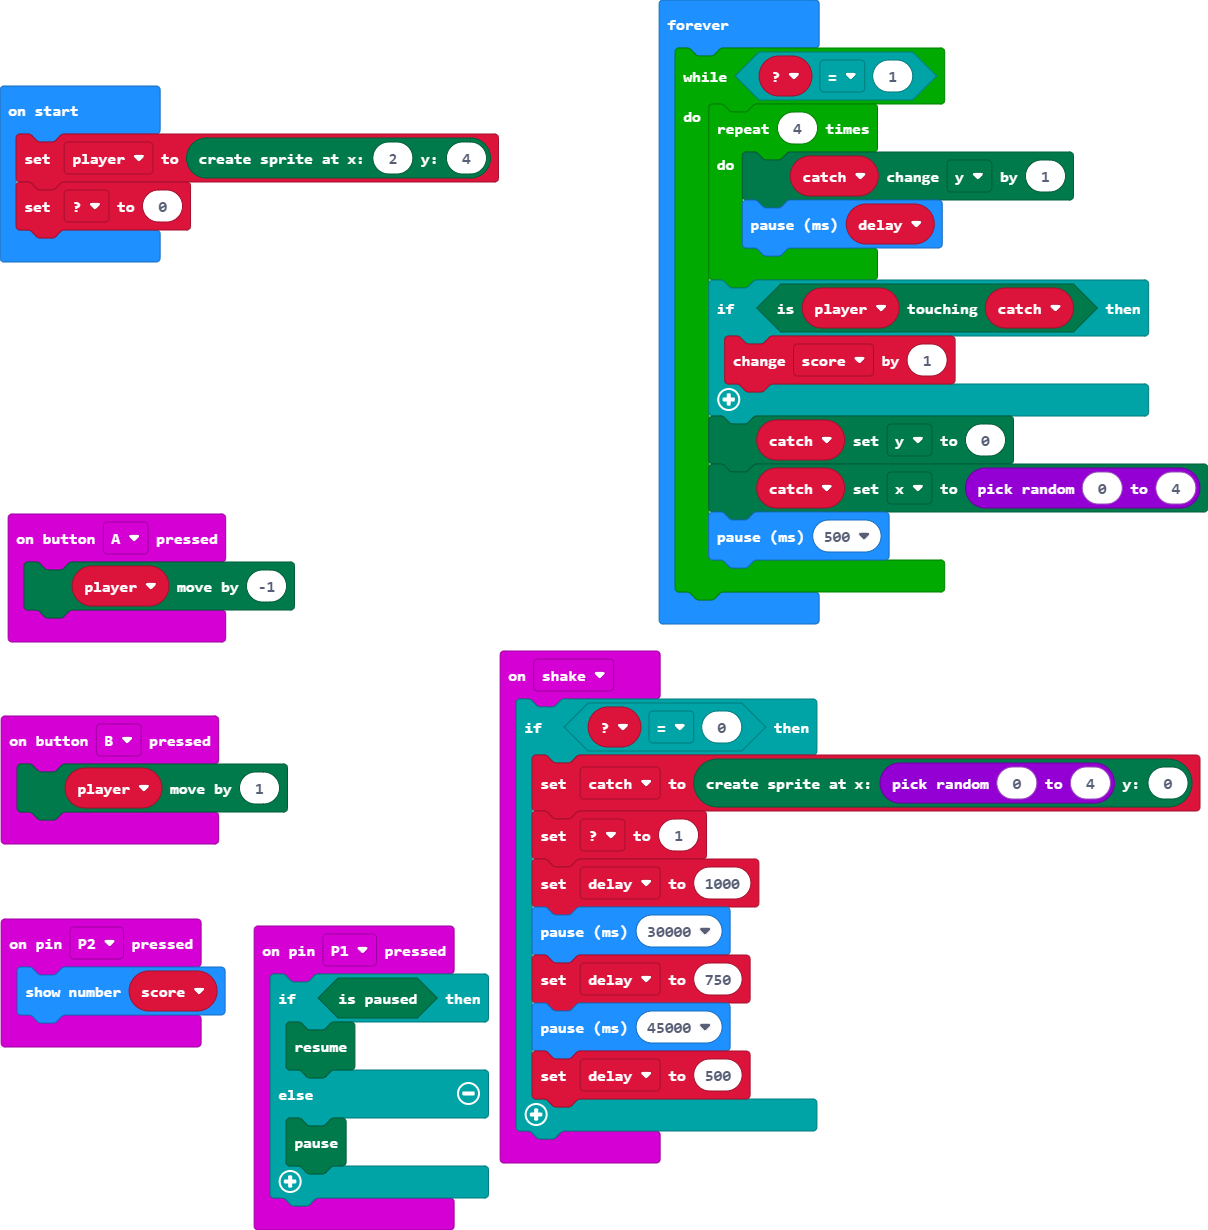 on start
set player to create sprite at x: 2 y: 4
set ? to 0
forever
while ? = 1
do
repeat 4 times
do
catch change y by 1
pause (ms) delay
if is player touching catch then
change score by 1
catch set y to 0
catch set x to pick random 0 to 4
pause (ms) 500
on button A pressed
player move by -1
on button B pressed
player move by 1
on pin P2 pressed
show number score
on pin P1 pressed
if is paused then
resume
else
pause
on shake
if ? = 0 then
set catch to create sprite at x: pick random 0 to 4 y: 0
set ? to 1
set delay to 1000
pause (ms) 30000
set delay to 750
pause (ms) 45000
set delay to 500